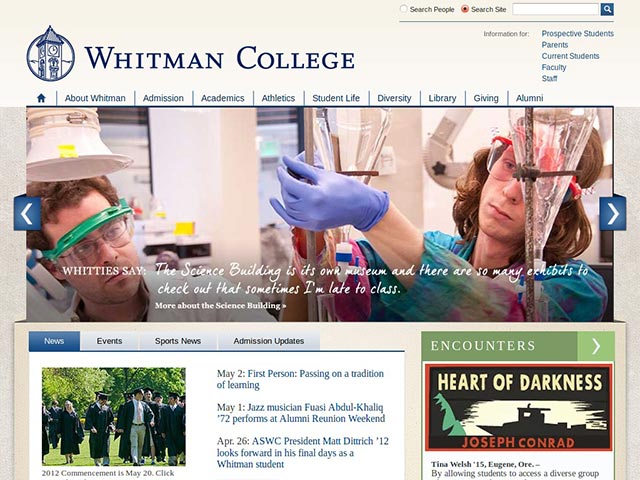 Search People Search Site
Information for:
Prospective Students
Parents
Current Students
Faculty
Staff
WHITMAN COLLEGE
About Whitman Admission Academics Athletics Student Life Diversity Library Giving Alumni
WHITTIES SAY: The Science Building is its own museum and there are so many exhibits to
check out that sometimes I'm late to class.
More about the Science Building »
News Events Sports News Admission Updates
2012 Commencement is May 20. Click
May 2: First Person: Passing on a tradition
of learning
May 1: Jazz musician Fuasi Abdul-Khaliq
'72 performs at Alumni Reunion Weekend
Apr. 26: ASWC President Matt Dittrich '12
looks forward in his final days as a
Whitman student
ENCOUNTERS
HEART OF DARKNESS
JOSEPH CONRAD
Tina Welsh '15, Eugene, Ore. –
By allowing students to access a diverse group